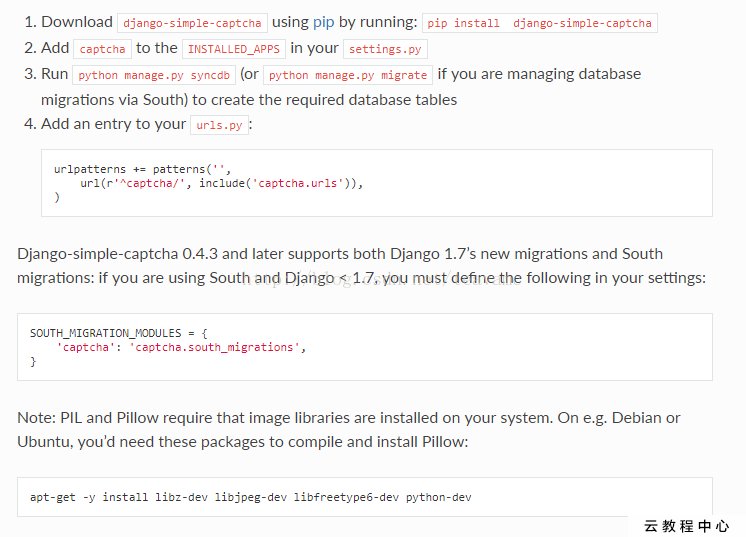 1. Download django-simple-captcha using pip by running: pip install django-simple-captcha
2. Add captcha to the INSTALLED_APPS in your settings.py
3. Run python manage.py syncdb (or python manage.py migrate if you are managing database
migrations via South) to create the required database tables
4. Add an entry to your urls.py:
urlpatterns += patterns('',
    url(r'^captcha/', include('captcha.urls')),
)
Django-simple-captcha 0.4.3 and later supports both Django 1.7’s new migrations and South
migrations: if you are using South and Django < 1.7, you must define the following in your settings:
SOUTH_MIGRATION_MODULES = {
    'captcha': 'captcha.south_migrations',
}
Note: PIL and Pillow require that image libraries are installed on your system. On e.g. Debian or
Ubuntu, you’d need these packages to compile and install Pillow:
apt-get -y install libz-dev libjpeg-dev libfreetype6-dev python-dev
云教程中心